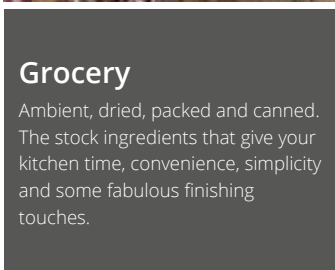 Grocery
Ambient, dried, packed and canned.
The stock ingredients that give your
kitchen time, convenience, simplicity
and some fabulous finishing
touches.